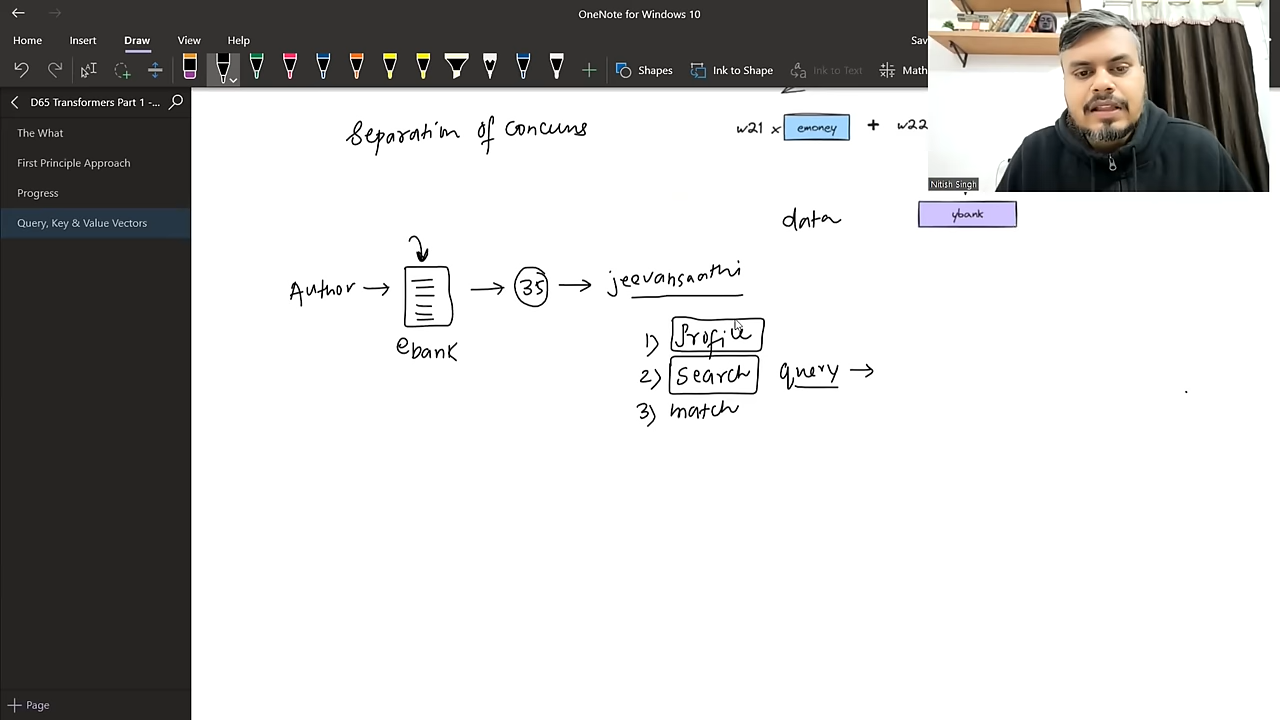 OneNote for Windows 10
Home Insert Draw View Help
Sav
Shapes Ink to Shape Ink to Text Math
D65 Transformers Part 1 -...
The What
First Principle Approach
Progress
Query, Key & Value Vectors
Page
Separation of Concerns
w21 x emoney + w22
Nitish Singh
data ybank
Author → → 35 → jeevansaathi
ebank
1) Profile
2) Search query →
3) match